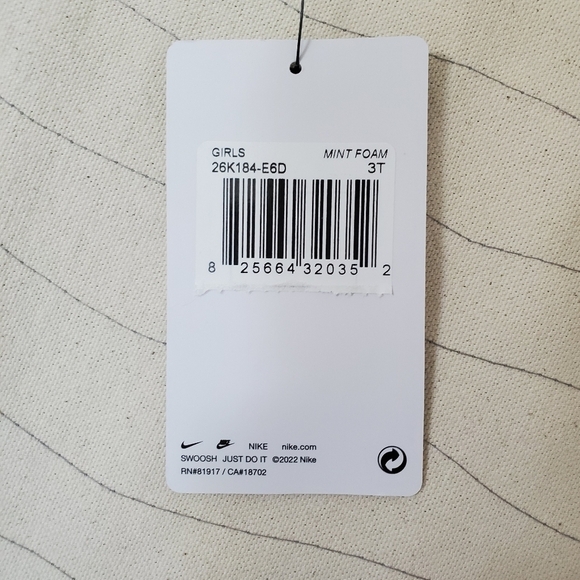 GIRLS MINT FOAM
26K184-E6D 3T
8 25664 32035 2
NIKE nike.com
SWOOSH JUST DO IT ©2022 Nike
RN#81917 / CA#18702